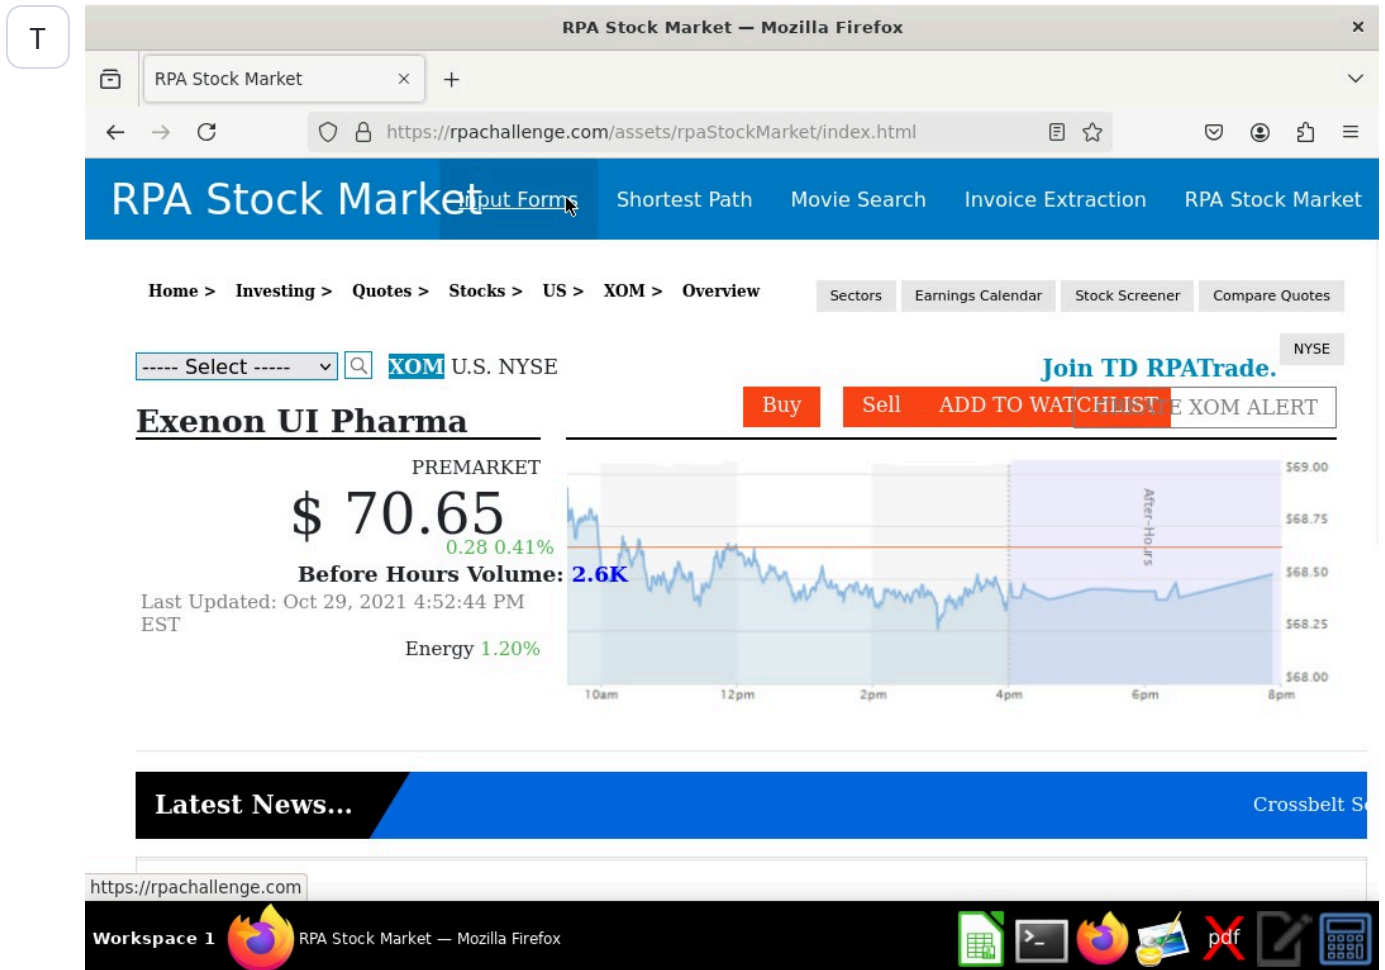 T
RPA Stock Market — Mozilla Firefox
RPA Stock Market
https://rpachallenge.com/assets/rpaStockMarket/index.html
RPA Stock Market Input Forms Shortest Path Movie Search Invoice Extraction RPA Stock Market
Home > Investing > Quotes > Stocks > US > XOM > Overview
Sectors Earnings Calendar Stock Screener Compare Quotes
NYSE
----- Select ----- XOM U.S. NYSE
Join TD RPATrade.
Buy Sell ADD TO WATCHLIST CREATE XOM ALERT
Exenon UI Pharma
PREMARKET
$ 70.65
0.28 0.41%
Before Hours Volume: 2.6K
Last Updated: Oct 29, 2021 4:52:44 PM
EST
Energy 1.20%
After-Hours
$69.00
$68.75
$68.50
$68.25
$68.00
10am 12pm 2pm 4pm 6pm 8pm
Latest News...
Crossbelt
https://rpachallenge.com
Workspace 1 RPA Stock Market — Mozilla Firefox
pdf